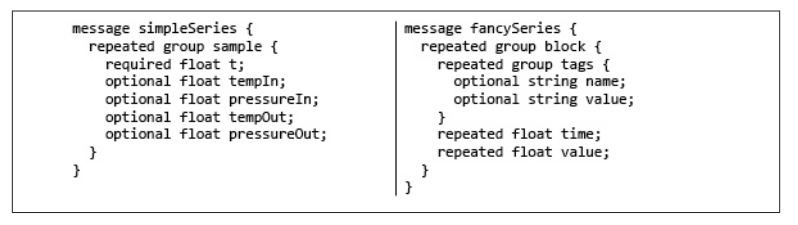 message simpleSeries {
  repeated group sample {
    required float t;
    optional float tempIn;
    optional float pressureIn;
    optional float tempOut;
    optional float pressureOut;
  }
}
message fancySeries {
  repeated group block {
    repeated group tags {
      optional string name;
      optional string value;
    }
    repeated float time;
    repeated float value;
  }
}